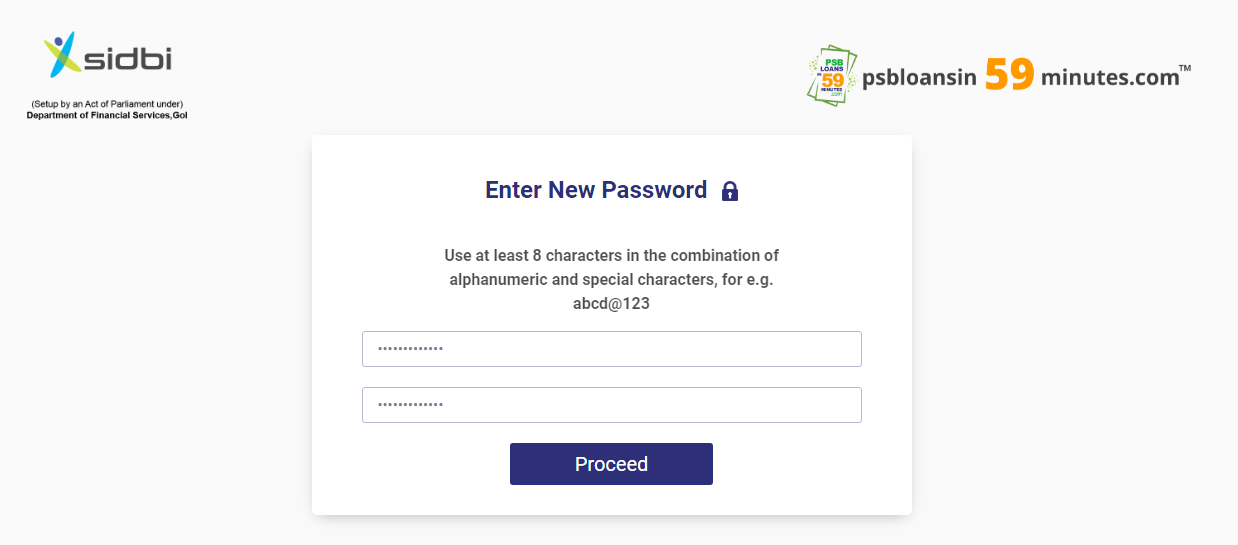 sidbi
(Setup by an Act of Parliament under)
Department of Financial Services,GoI
PSB
LOANS
IN
59
MINUTES
.com
psbloansin 59 minutes.com™
Enter New Password
Use at least 8 characters in the combination of
alphanumeric and special characters, for e.g.
abcd@123
•••••••••••••
•••••••••••••
Proceed